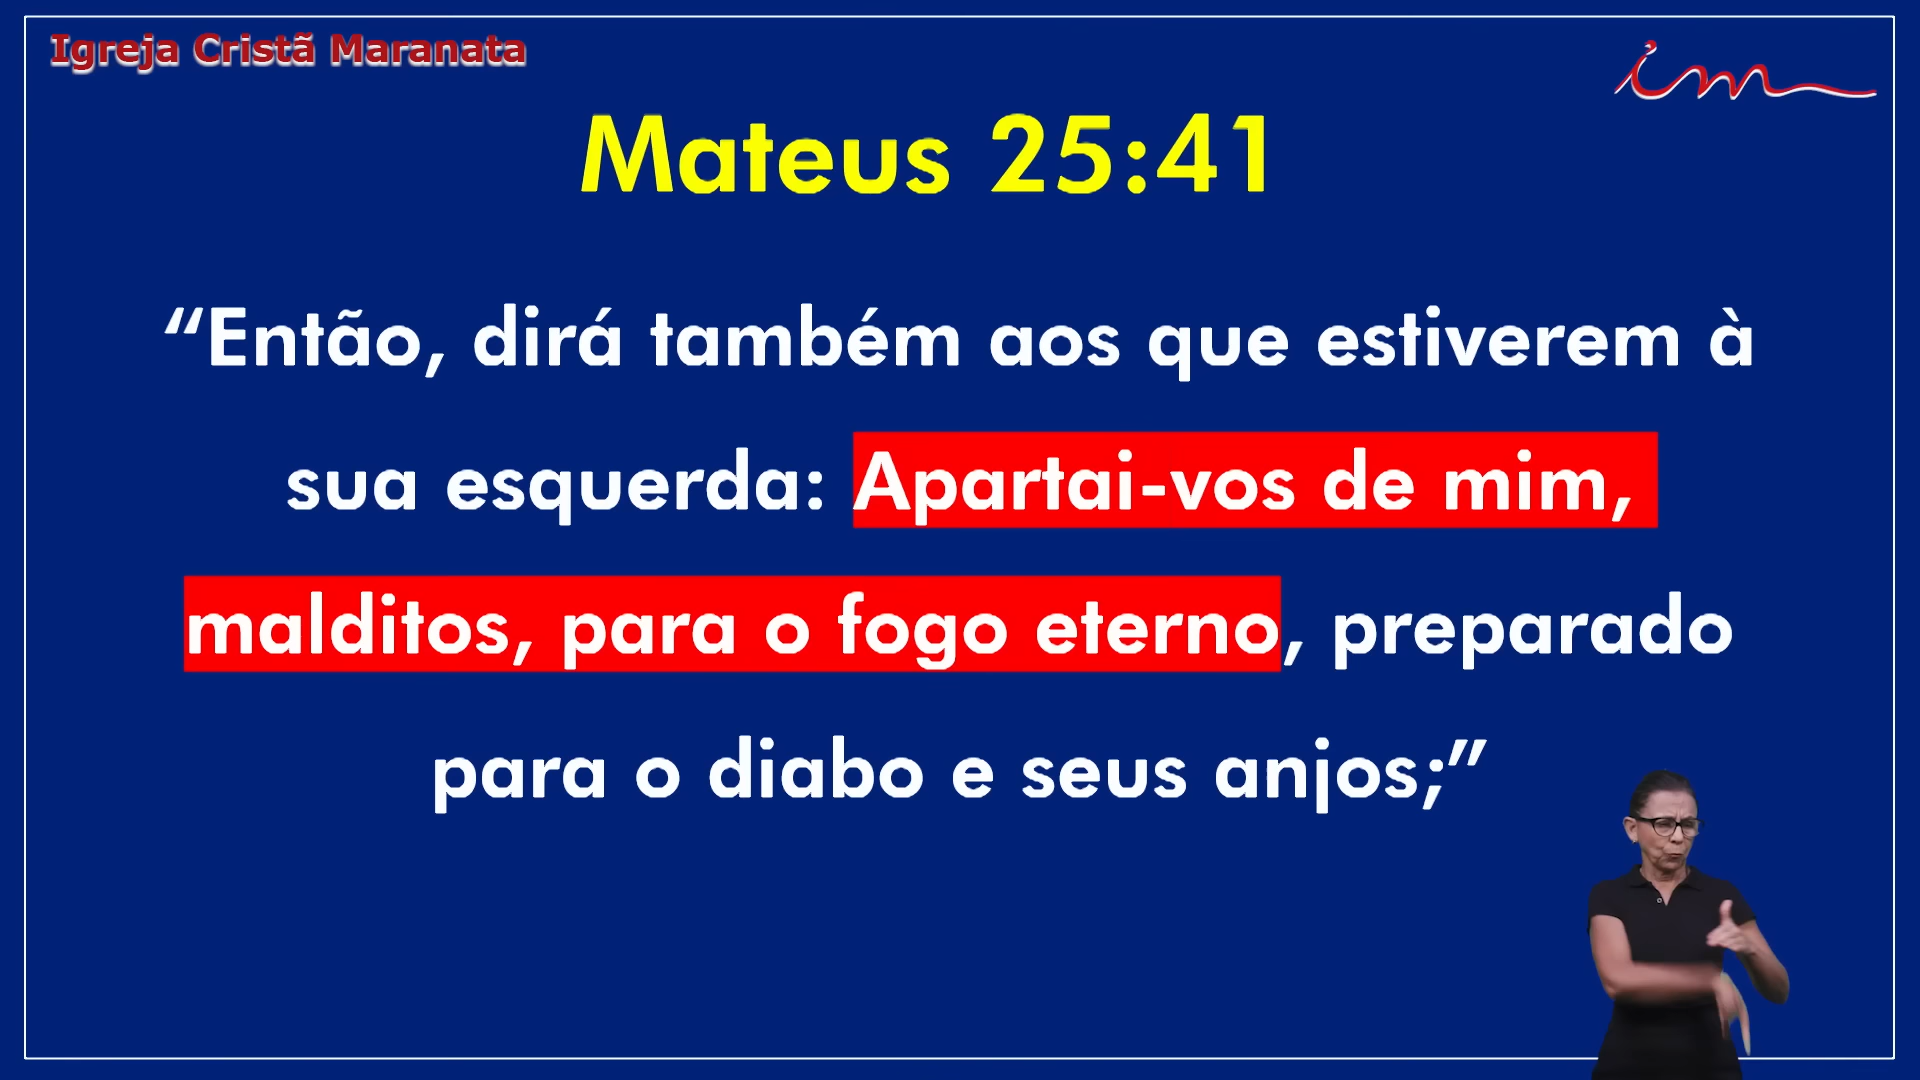 Igreja Cristã Maranata
im
Mateus 25:41
“Então, dirá também aos que estiverem à
sua esquerda: Apartai-vos de mim,
malditos, para o fogo eterno, preparado
para o diabo e seus anjos;”